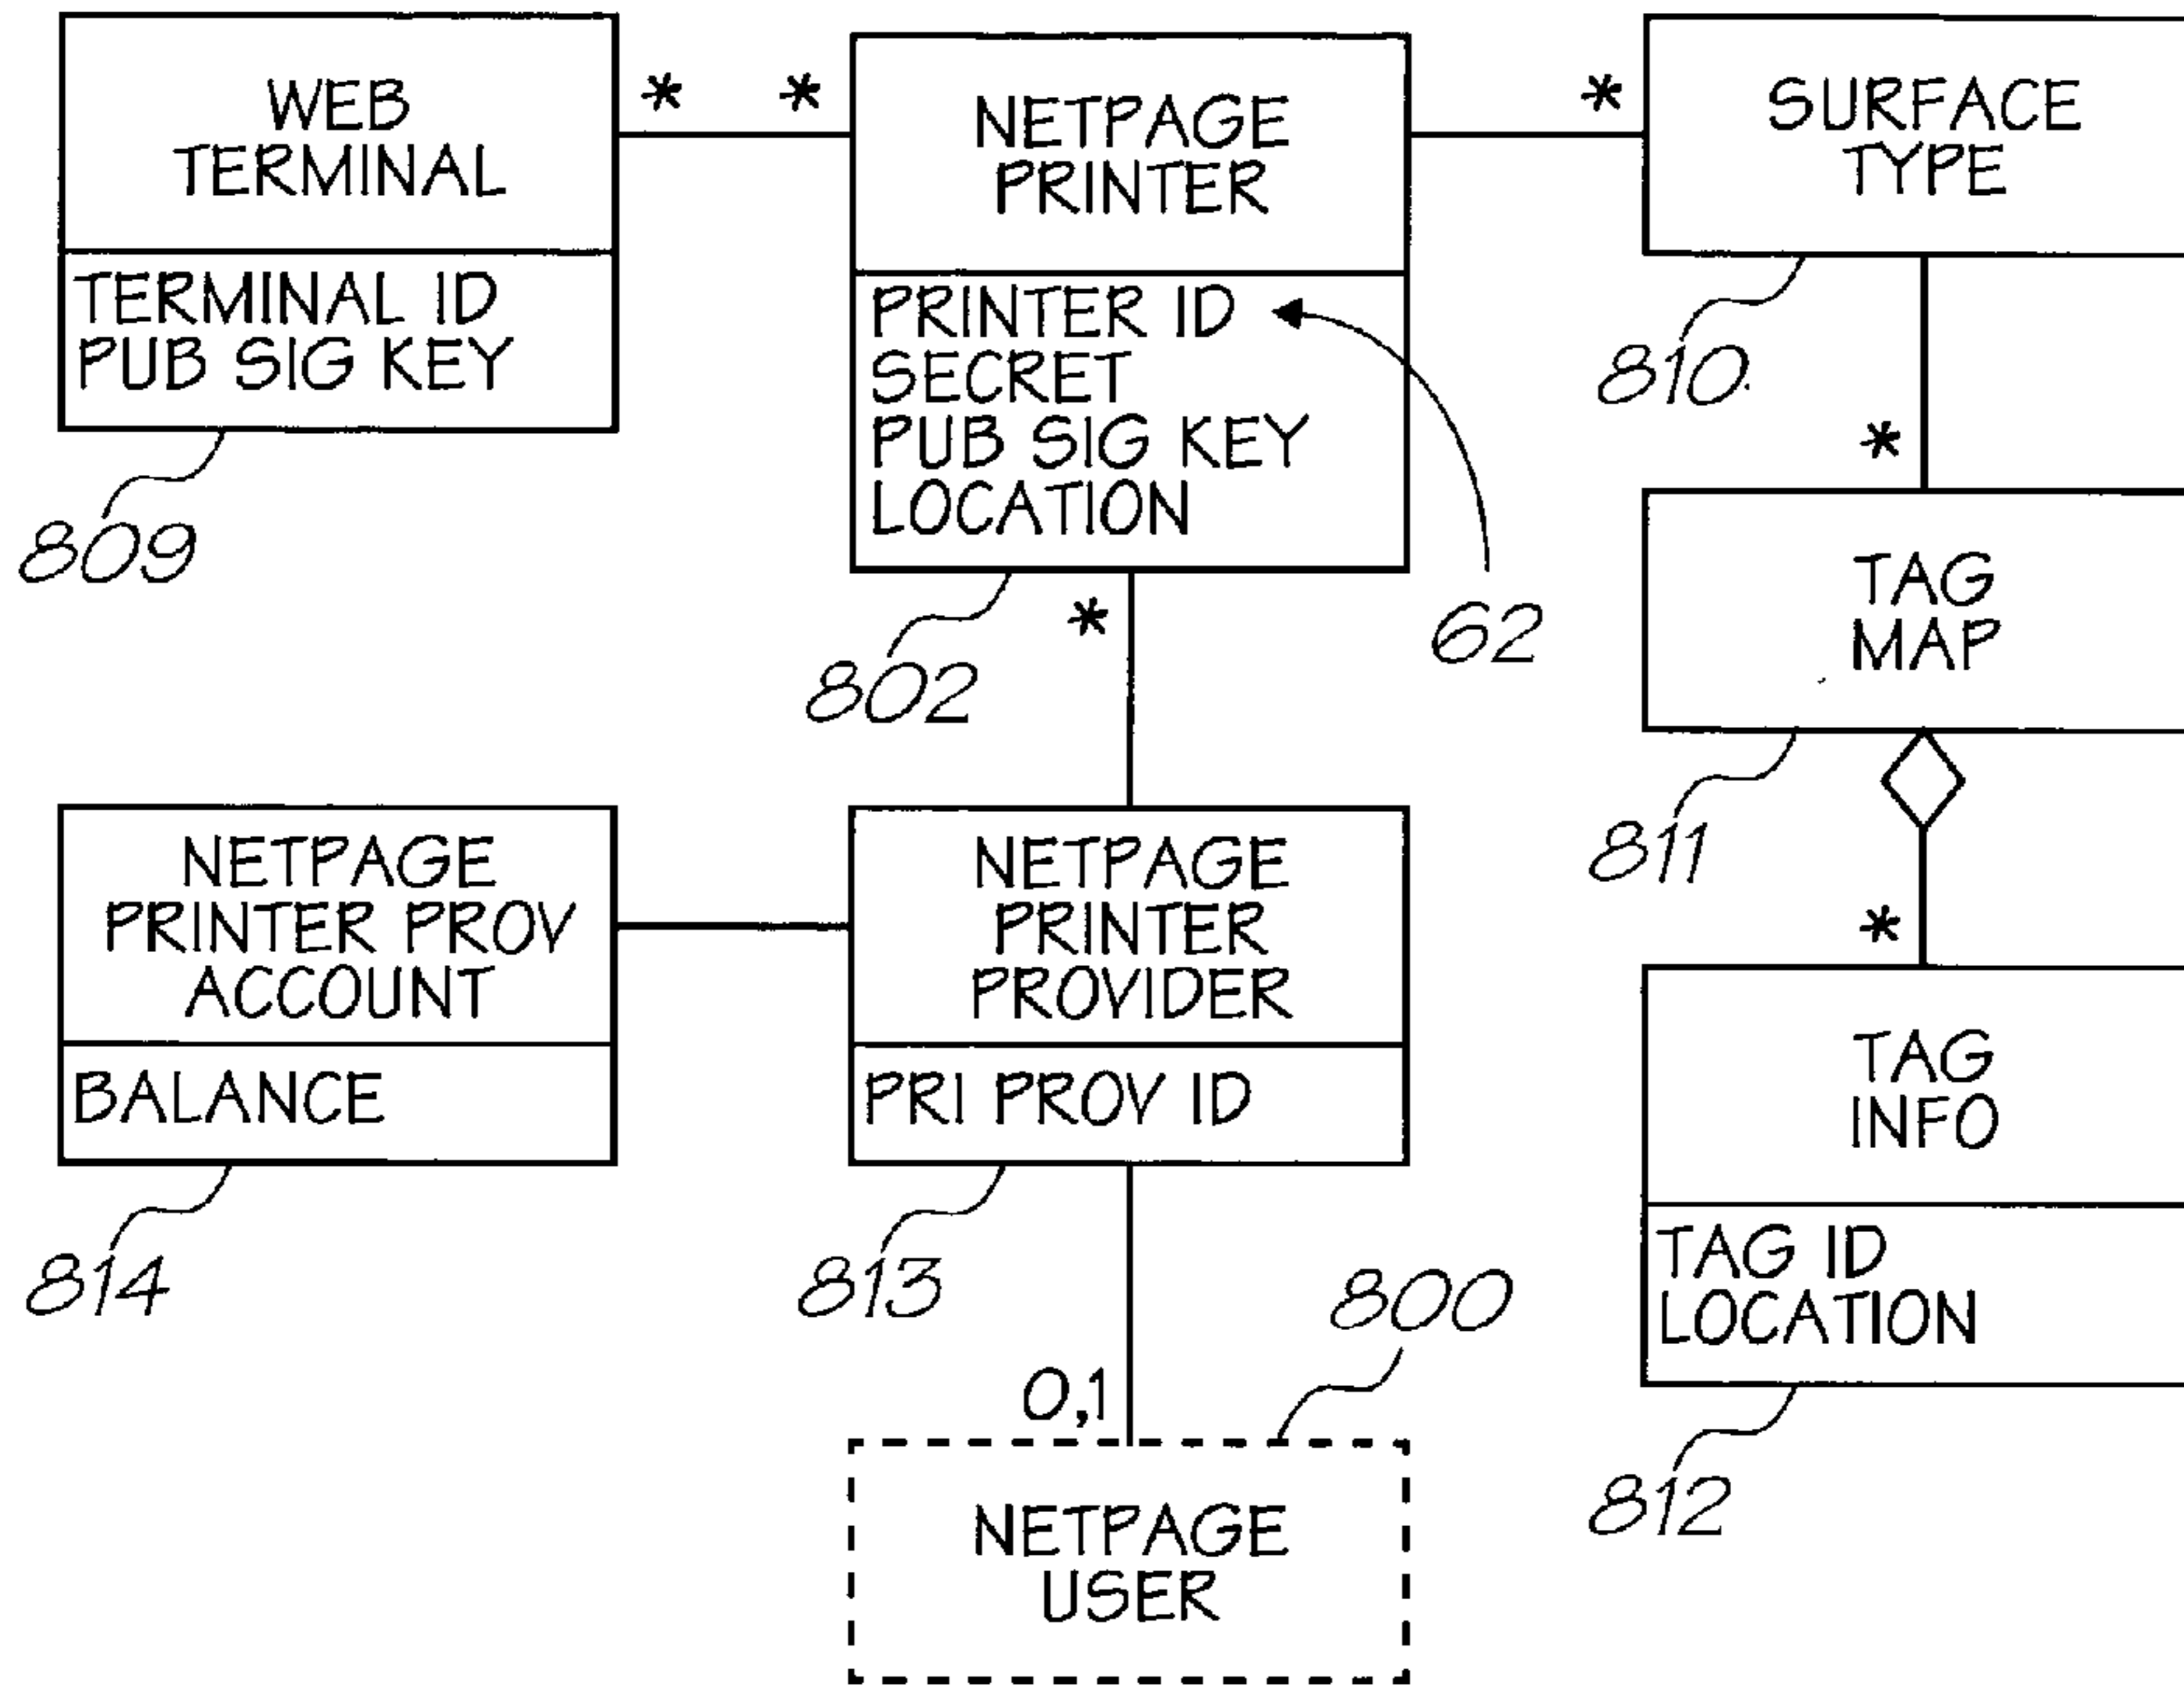 WEB
TERMINAL
TERMINAL ID
PUB SIG KEY
809
*
*
NETPAGE
PRINTER
PRINTER ID
SECRET
PUB SIG KEY
LOCATION
62
802
*
*
SURFACE
TYPE
810
*
TAG
MAP
811
*
NETPAGE
PRINTER PROV
ACCOUNT
BALANCE
814
NETPAGE
PRINTER
PROVIDER
PRI PROV ID
813
TAG
INFO
TAG ID
LOCATION
812
800
0,1
NETPAGE
USER